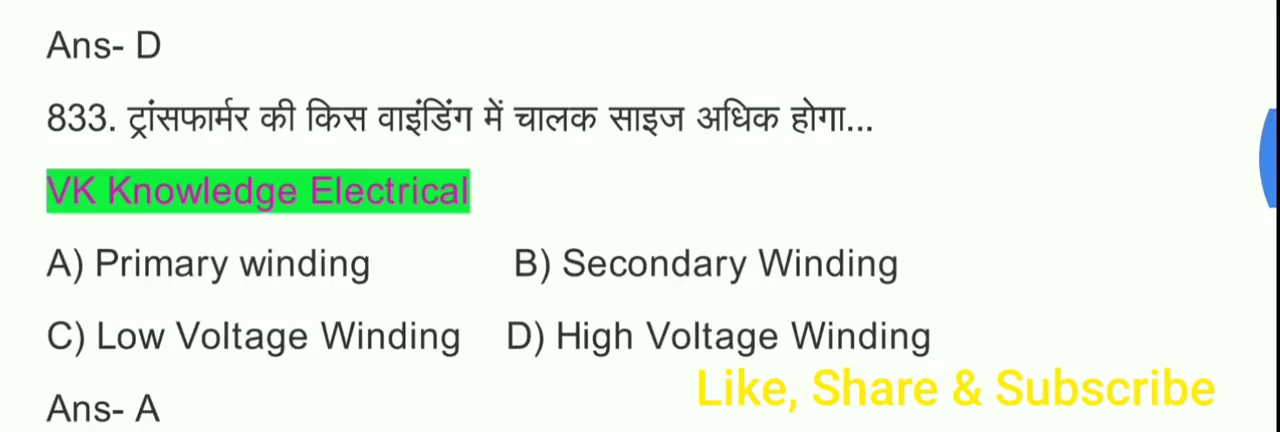 Ans- D
833. ट्रांसफार्मर की किस वाइंडिंग में चालक साइज अधिक होगा...
VK Knowledge Electrical
A) Primary winding B) Secondary Winding
C) Low Voltage Winding D) High Voltage Winding
Like, Share & Subscribe
Ans- A